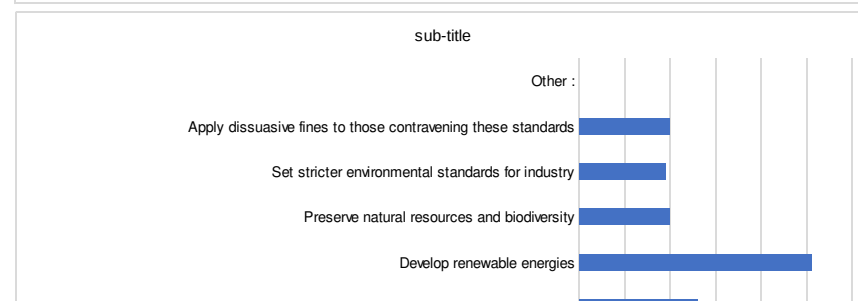 sub-title
Other :
Apply dissuasive fines to those contravening these standards
Set stricter environmental standards for industry
Preserve natural resources and biodiversity
Develop renewable energies